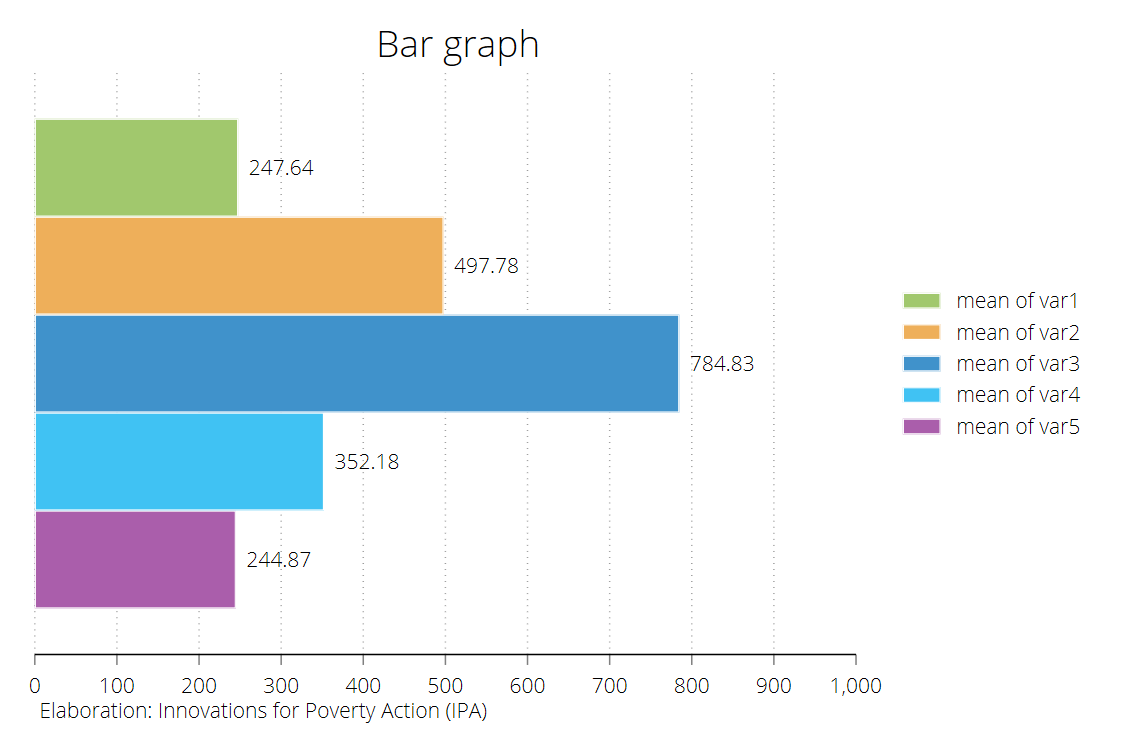 Bar graph
247.64
497.78
784.83
352.18
244.87
mean of var1
mean of var2
mean of var3
mean of var4
mean of var5
0 100 200 300 400 500 600 700 800 900 1,000
Elaboration: Innovations for Poverty Action (IPA)